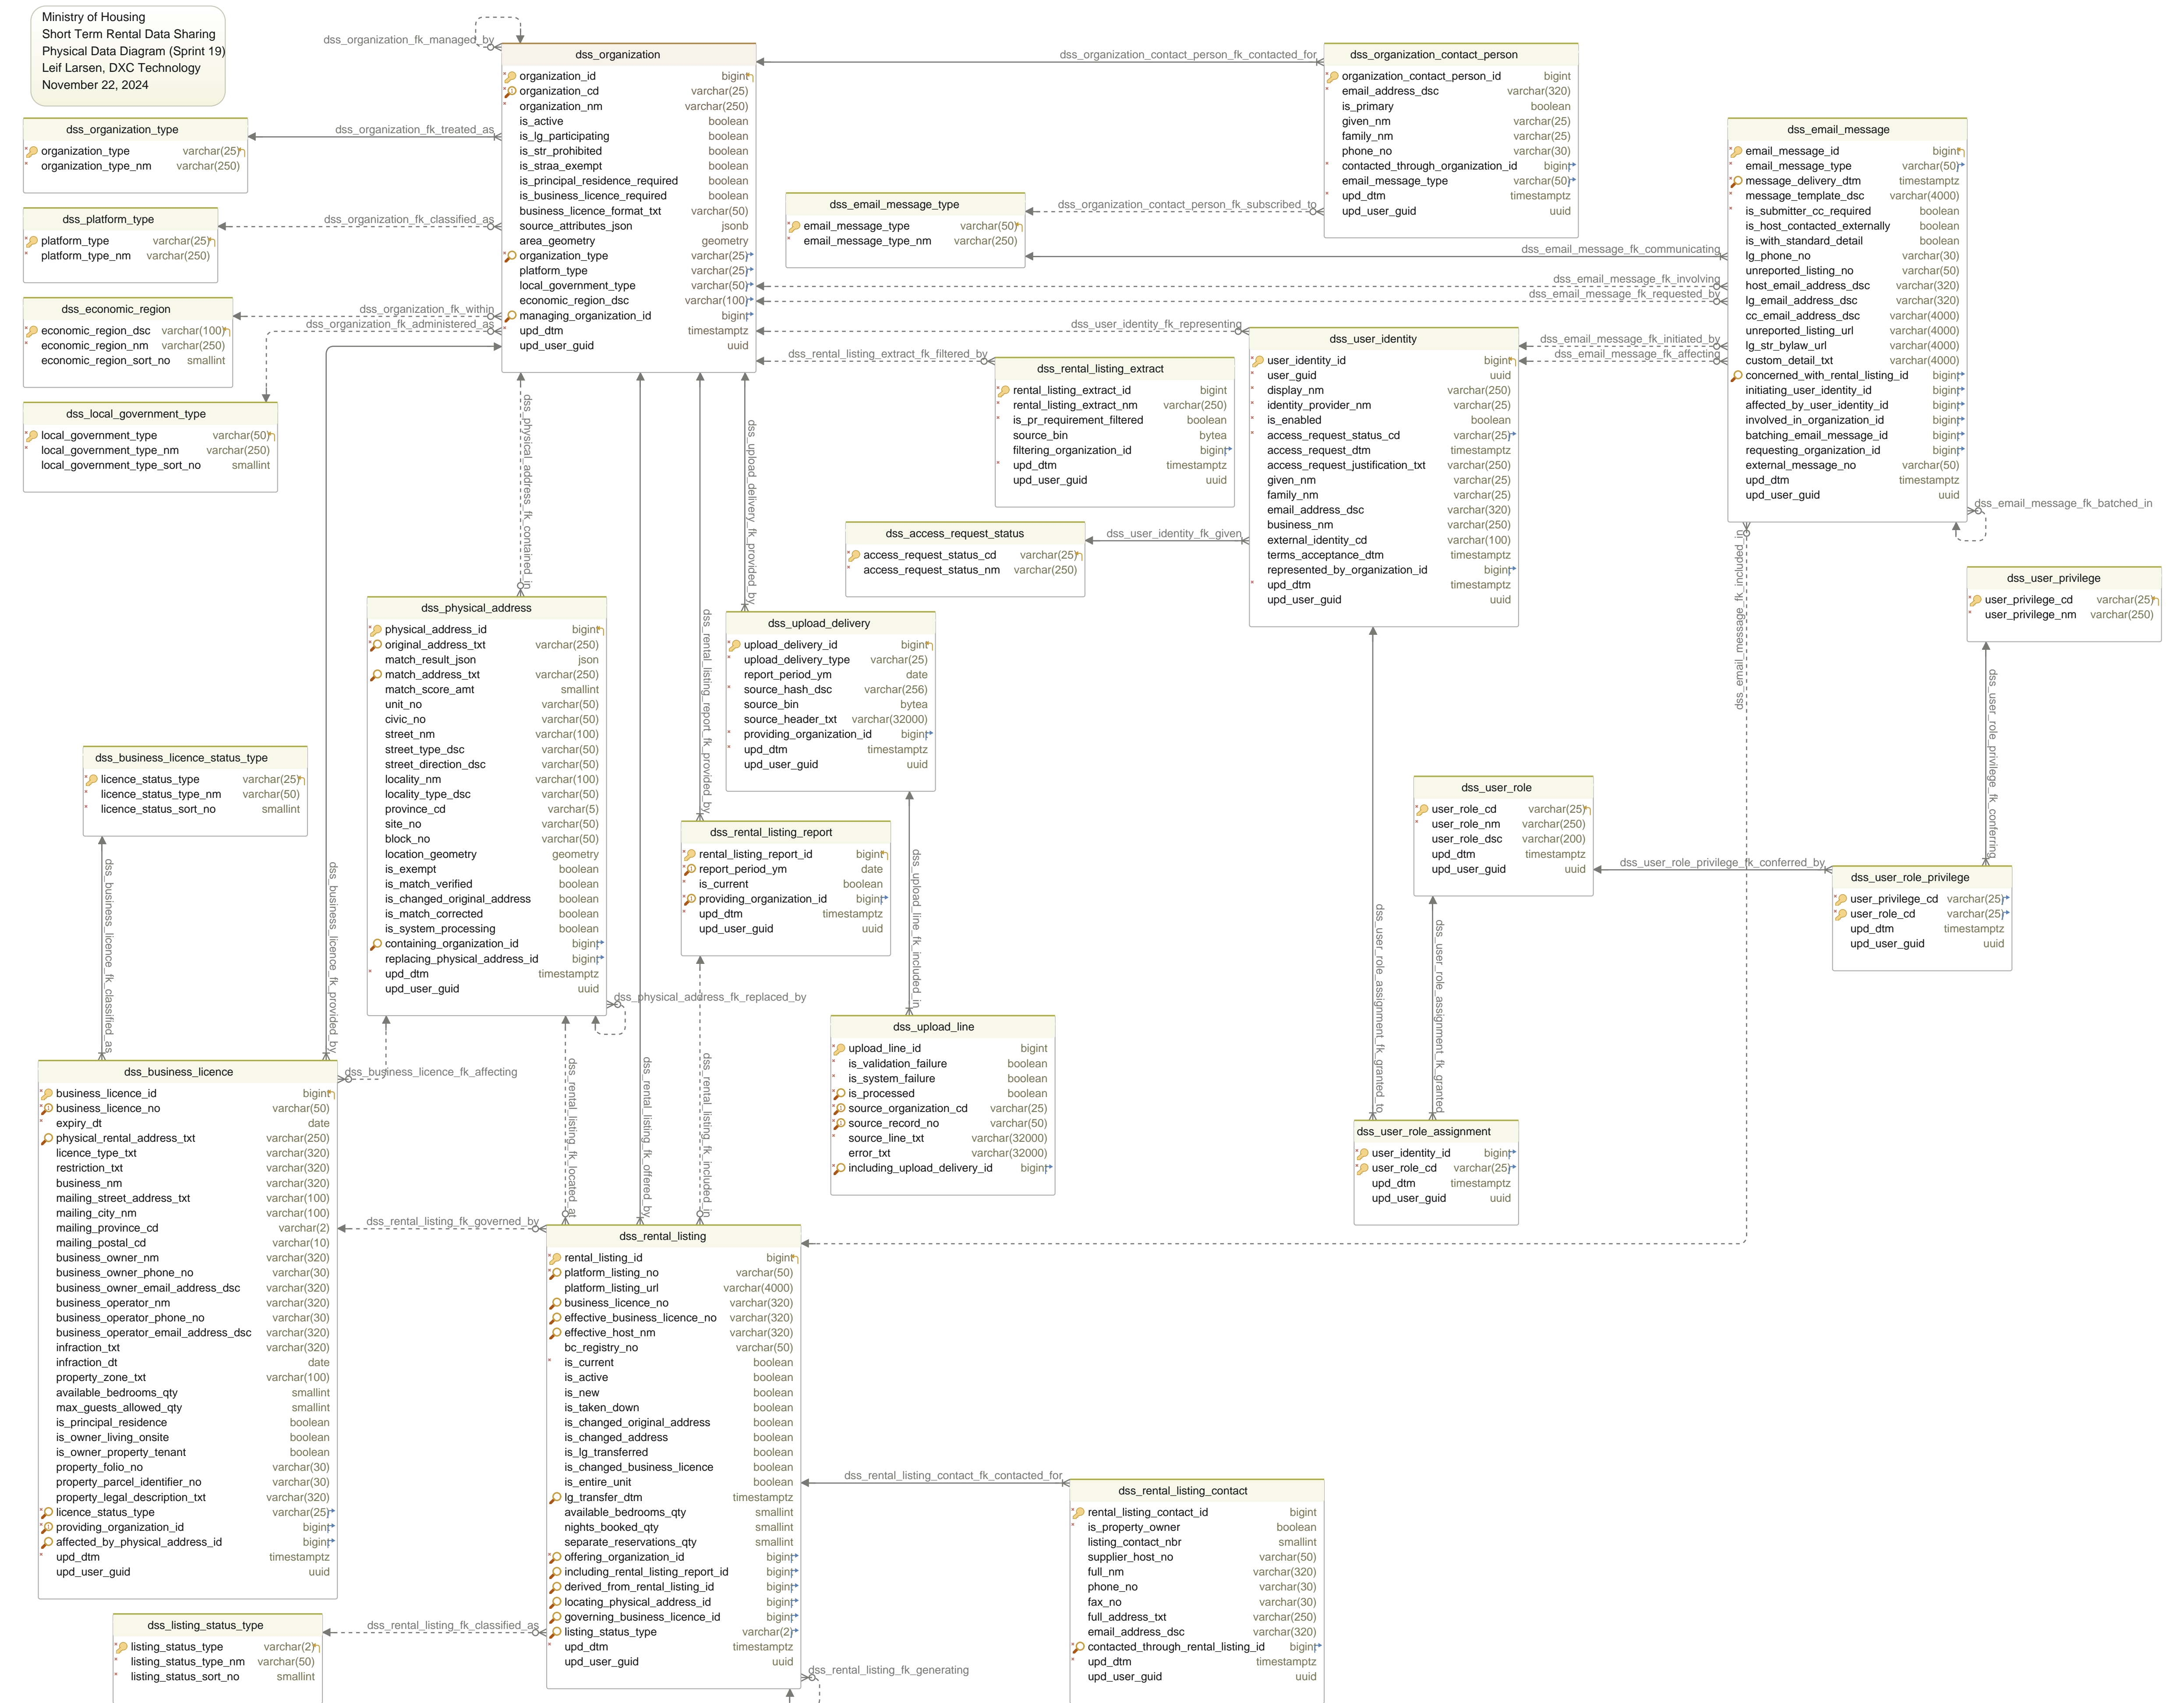 Ministry of Housing
Short Term Rental Data Sharing
Physical Data Diagram (Sprint 19)
Leif Larsen, DXC Technology
November 22, 2024
dss_organization_fk_managed_by
dss_organization
organization_id bigint
organization_cd varchar(25)
organization_nm varchar(250)
is_active boolean
is_lg_participating boolean
is_str_prohibited boolean
is_straa_exempt boolean
is_principal_residence_required boolean
is_business_licence_required boolean
business_licence_format_txt varchar(50)
source_attributes_json jsonb
area_geometry geometry
organization_type varchar(25)
platform_type varchar(25)
local_government_type varchar(50)
economic_region_dsc varchar(100)
managing_organization_id bigint
upd_dtm timestamptz
upd_user_guid uuid
dss_organization_contact_person_fk_contacted_for
dss_organization_contact_person
organization_contact_person_id bigint
email_address_dsc varchar(320)
is_primary boolean
given_nm varchar(25)
family_nm varchar(25)
phone_no varchar(30)
contacted_through_organization_id bigint
email_message_type varchar(50)
upd_dtm timestamptz
upd_user_guid uuid
dss_organization_type
organization_type varchar(25)
organization_type_nm varchar(250)
dss_organization_fk_treated_as
dss_platform_type
platform_type varchar(25)
platform_type_nm varchar(250)
dss_organization_fk_classified_as
dss_economic_region
economic_region_dsc varchar(100)
economic_region_nm varchar(250)
economic_region_sort_no smallint
dss_organization_fk_within
dss_organization_fk_administered_as
dss_local_government_type
local_government_type varchar(50)
local_government_type_nm varchar(250)
local_government_type_sort_no smallint
dss_email_message_type
email_message_type varchar(50)
email_message_type_nm varchar(250)
dss_organization_contact_person_fk_subscribed_to
dss_email_message_fk_communicating
dss_email_message_fk_involving
dss_email_message_fk_requested_by
dss_user_identity_fk_representing
dss_rental_listing_extract_fk_filtered_by
dss_email_message_fk_initiated_by
dss_email_message_fk_affecting
dss_email_message
email_message_id bigint
email_message_type varchar(50)
message_delivery_dtm timestamptz
message_template_dsc varchar(4000)
is_submitter_cc_required boolean
is_host_contacted_externally boolean
is_with_standard_detail boolean
lg_phone_no varchar(30)
unreported_listing_no varchar(50)
host_email_address_dsc varchar(320)
lg_email_address_dsc varchar(320)
cc_email_address_dsc varchar(4000)
unreported_listing_url varchar(4000)
lg_str_bylaw_url varchar(4000)
custom_detail_txt varchar(4000)
concerned_with_rental_listing_id bigint
initiating_user_identity_id bigint
affected_by_user_identity_id bigint
involved_in_organization_id bigint
batching_email_message_id bigint
requesting_organization_id bigint
external_message_no varchar(50)
upd_dtm timestamptz
upd_user_guid uuid
dss_email_message_fk_batched_in
dss_rental_listing_extract
rental_listing_extract_id bigint
rental_listing_extract_nm varchar(250)
is_pr_requirement_filtered boolean
source_bin bytea
filtering_organization_id bigint
upd_dtm timestamptz
upd_user_guid uuid
dss_user_identity
user_identity_id bigint
user_guid uuid
display_nm varchar(250)
identity_provider_nm varchar(25)
is_enabled boolean
access_request_status_cd varchar(25)
access_request_dtm timestamptz
access_request_justification_txt varchar(250)
given_nm varchar(25)
family_nm varchar(25)
email_address_dsc varchar(320)
business_nm varchar(250)
external_identity_cd varchar(100)
terms_acceptance_dtm timestamptz
represented_by_organization_id bigint
upd_dtm timestamptz
upd_user_guid uuid
dss_access_request_status
access_request_status_cd varchar(25)
access_request_status_nm varchar(250)
dss_user_identity_fk_given
dss_physical_address_fk_contained_in
dss_upload_delivery_fk_provided_by
dss_rental_listing_report_fk_provided_by
dss_email_message_fk_included_in
dss_user_privilege
user_privilege_cd varchar(25)
user_privilege_nm varchar(250)
dss_user_role_privilege_fk_conferring
dss_physical_address
physical_address_id bigint
original_address_txt varchar(250)
match_result_json json
match_address_txt varchar(250)
match_score_amt smallint
unit_no varchar(50)
civic_no varchar(50)
street_nm varchar(100)
street_type_dsc varchar(50)
street_direction_dsc varchar(50)
locality_nm varchar(100)
locality_type_dsc varchar(50)
province_cd varchar(5)
site_no varchar(50)
block_no varchar(50)
location_geometry geometry
is_exempt boolean
is_match_verified boolean
is_changed_original_address boolean
is_match_corrected boolean
is_system_processing boolean
containing_organization_id bigint
replacing_physical_address_id bigint
upd_dtm timestamptz
upd_user_guid uuid
dss_physical_address_fk_replaced_by
dss_upload_delivery
upload_delivery_id bigint
upload_delivery_type varchar(25)
report_period_ym date
source_hash_dsc varchar(256)
source_bin bytea
source_header_txt varchar(32000)
providing_organization_id bigint
upd_dtm timestamptz
upd_user_guid uuid
dss_business_licence_status_type
licence_status_type varchar(25)
licence_status_type_nm varchar(50)
licence_status_sort_no smallint
dss_business_licence_fk_classified_as
dss_business_licence_fk_provided_by
dss_rental_listing_report
rental_listing_report_id bigint
report_period_ym date
is_current boolean
providing_organization_id bigint
upd_dtm timestamptz
upd_user_guid uuid
dss_upload_line_fk_included_in
dss_user_role
user_role_cd varchar(25)
user_role_nm varchar(250)
user_role_dsc varchar(200)
upd_dtm timestamptz
upd_user_guid uuid
dss_user_role_privilege_fk_conferred_by
dss_user_role_privilege
user_privilege_cd varchar(25)
user_role_cd varchar(25)
upd_dtm timestamptz
upd_user_guid uuid
dss_user_role_assignment_fk_granted_to
dss_user_role_assignment_fk_granted
dss_upload_line
upload_line_id bigint
is_validation_failure boolean
is_system_failure boolean
is_processed boolean
source_organization_cd varchar(25)
source_record_no varchar(50)
source_line_txt varchar(32000)
error_txt varchar(32000)
including_upload_delivery_id bigint
dss_business_licence
business_licence_id bigint
business_licence_no varchar(50)
expiry_dt date
physical_rental_address_txt varchar(250)
licence_type_txt varchar(320)
restriction_txt varchar(320)
business_nm varchar(320)
mailing_street_address_txt varchar(100)
mailing_city_nm varchar(100)
mailing_province_cd varchar(2)
mailing_postal_cd varchar(10)
business_owner_nm varchar(320)
business_owner_phone_no varchar(30)
business_owner_email_address_dsc varchar(320)
business_operator_nm varchar(320)
business_operator_phone_no varchar(30)
business_operator_email_address_dsc varchar(320)
infraction_txt varchar(320)
infraction_dt date
property_zone_txt varchar(100)
available_bedrooms_qty smallint
max_guests_allowed_qty smallint
is_principal_residence boolean
is_owner_living_onsite boolean
is_owner_property_tenant boolean
property_folio_no varchar(30)
property_parcel_identifier_no varchar(30)
property_legal_description_txt varchar(320)
licence_status_type varchar(25)
providing_organization_id bigint
affected_by_physical_address_id bigint
upd_dtm timestamptz
upd_user_guid uuid
dss_business_licence_fk_affecting
dss_rental_listing_fk_located_at
dss_rental_listing_fk_offered_by
dss_rental_listing_fk_included_in
dss_user_role_assignment
user_identity_id bigint
user_role_cd varchar(25)
upd_dtm timestamptz
upd_user_guid uuid
dss_rental_listing_fk_governed_by
dss_rental_listing
rental_listing_id bigint
platform_listing_no varchar(50)
platform_listing_url varchar(4000)
business_licence_no varchar(320)
effective_business_licence_no varchar(320)
effective_host_nm varchar(320)
bc_registry_no varchar(50)
is_current boolean
is_active boolean
is_new boolean
is_taken_down boolean
is_changed_original_address boolean
is_changed_address boolean
is_lg_transferred boolean
is_changed_business_licence boolean
is_entire_unit boolean
lg_transfer_dtm timestamptz
available_bedrooms_qty smallint
nights_booked_qty smallint
separate_reservations_qty smallint
offering_organization_id bigint
including_rental_listing_report_id bigint
derived_from_rental_listing_id bigint
locating_physical_address_id bigint
governing_business_licence_id bigint
listing_status_type varchar(2)
upd_dtm timestamptz
upd_user_guid uuid
dss_rental_listing_fk_generating
dss_rental_listing_contact_fk_contacted_for
dss_rental_listing_contact
rental_listing_contact_id bigint
is_property_owner boolean
listing_contact_nbr smallint
supplier_host_no varchar(50)
full_nm varchar(320)
phone_no varchar(30)
fax_no varchar(30)
full_address_txt varchar(250)
email_address_dsc varchar(320)
contacted_through_rental_listing_id bigint
upd_dtm timestamptz
upd_user_guid uuid
dss_listing_status_type
listing_status_type varchar(2)
listing_status_type_nm varchar(50)
listing_status_sort_no smallint
dss_rental_listing_fk_classified_as